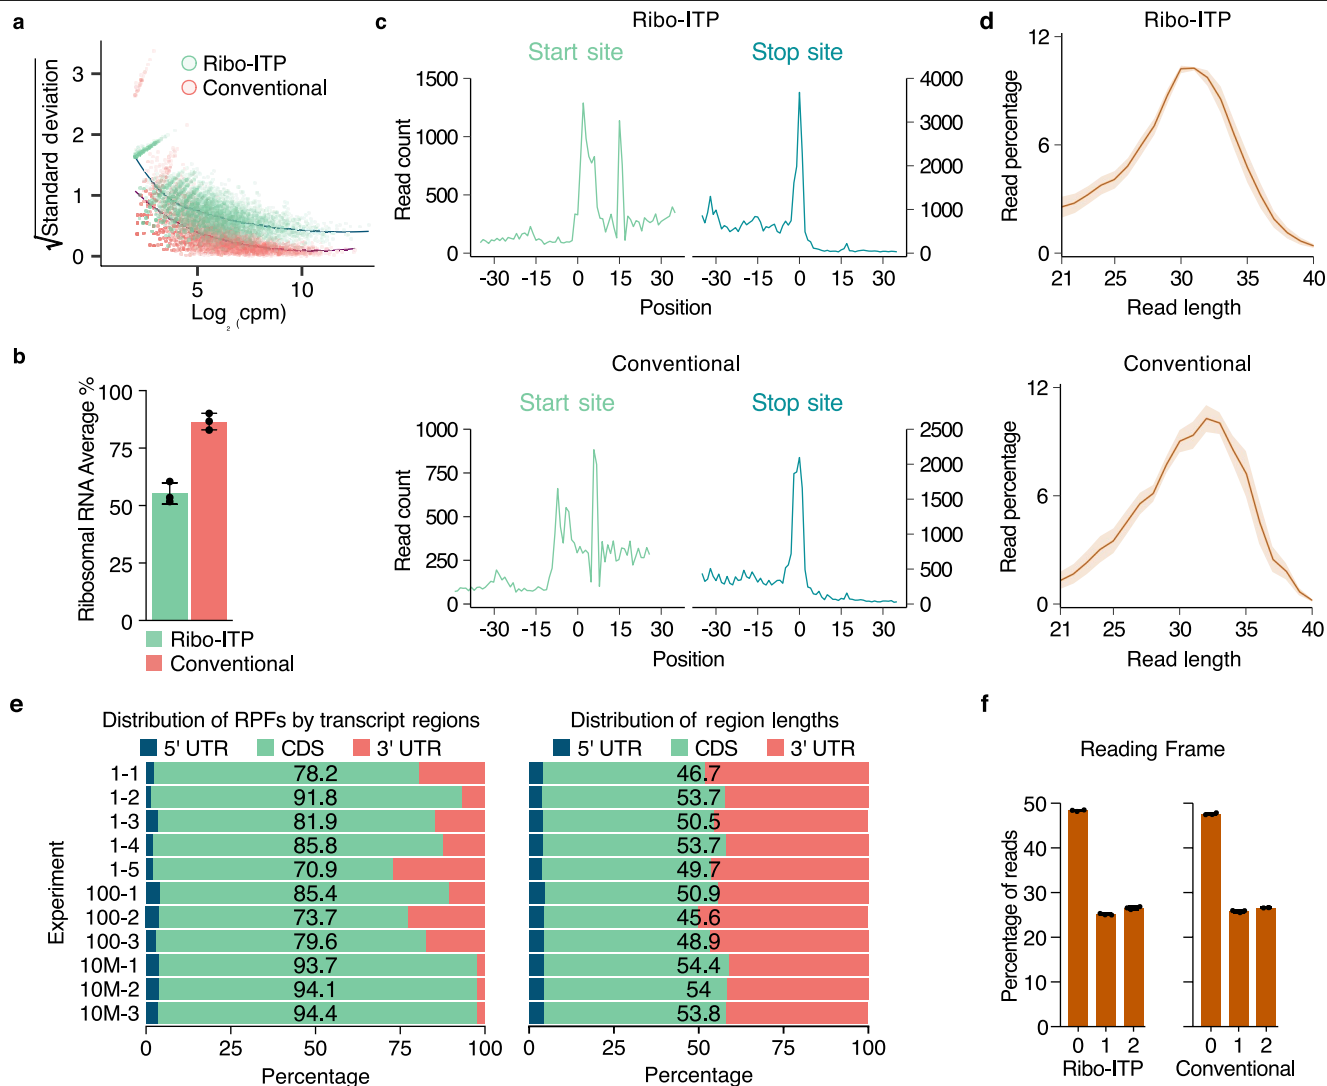 a
√Standard deviation
3
2
1
0
Ribo-ITP
Conventional
5
10
Log₂ (cpm)
b
Ribosomal RNA Average %
100
75
50
25
0
Ribo-ITP
Conventional
c
Ribo-ITP
Start site
Stop site
Read count
1500
1000
500
0
4000
3000
2000
1000
0
-30
-15
0
15
30
-30
-15
0
15
30
Position
Conventional
Start site
Stop site
Read count
1000
750
500
250
0
2500
2000
1500
1000
500
0
-30
-15
0
15
30
-30
-15
0
15
30
Position
d
Ribo-ITP
Read percentage
12
6
0
21
25
30
35
40
Read length
Conventional
Read percentage
12
6
0
21
25
30
35
40
Read length
e
Distribution of RPFs by transcript regions
5' UTR
CDS
3' UTR
Distribution of region lengths
5' UTR
CDS
3' UTR
Experiment
1-1 78.2 46.7
1-2 91.8 53.7
1-3 81.9 50.5
1-4 85.8 53.7
1-5 70.9 49.7
100-1 85.4 50.9
100-2 73.7 45.6
100-3 79.6 48.9
10M-1 93.7 54.4
10M-2 94.1 54
10M-3 94.4 53.8
0
25
50
75
100
Percentage
0
25
50
75
100
Percentage
f
Reading Frame
Percentage of reads
50
40
30
20
10
0
0 1 2
Ribo-ITP
0 1 2
Conventional